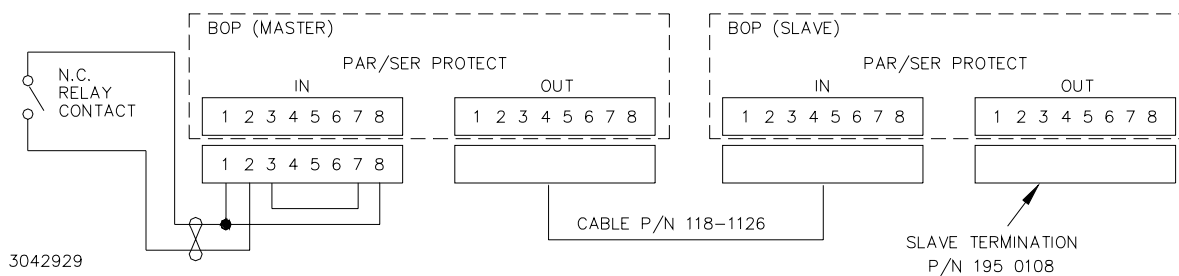 BOP (MASTER)
BOP (SLAVE)
PAR/SER PROTECT
PAR/SER PROTECT
N.C.
RELAY
CONTACT
IN
OUT
IN
OUT
1 2 3 4 5 6 7 8
1 2 3 4 5 6 7 8
1 2 3 4 5 6 7 8
1 2 3 4 5 6 7 8
1 2 3 4 5 6 7 8
CABLE P/N 118-1126
SLAVE TERMINATION
P/N 195 0108
3042929